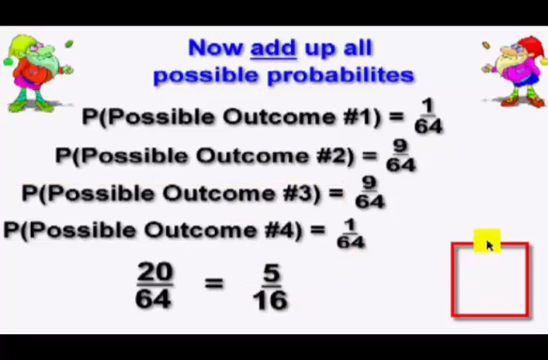 Now add up all
possible probabilites
P(Possible Outcome #1) = 1/64
P(Possible Outcome #2) = 9/64
P(Possible Outcome #3) = 9/64
P(Possible Outcome #4) = 1/64
20/64 = 5/16